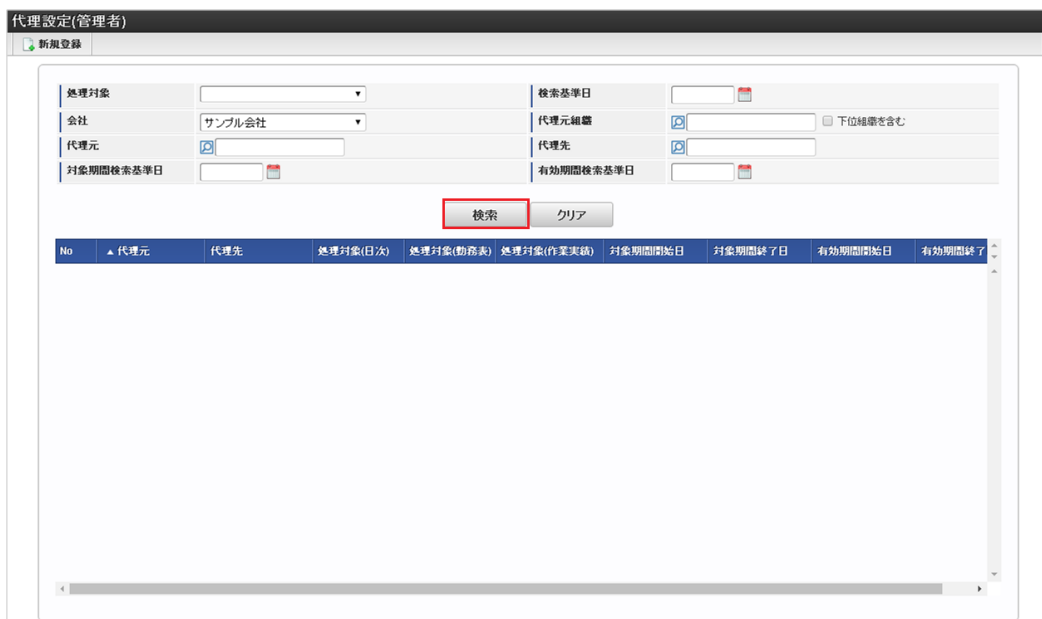 代理設定(管理者)
新規登録
処理対象 検索基準日
会社 サンプル会社 代理元組織 下位組織を含む
代理元 代理先
対象期間検索基準日 有効期間検索基準日
検索 クリア
No ▲代理元 代理先 処理対象(日次) 処理対象(勤務表) 処理対象(作業実績) 対象期間開始日 対象期間終了日 有効期間開始日 有効期間終了